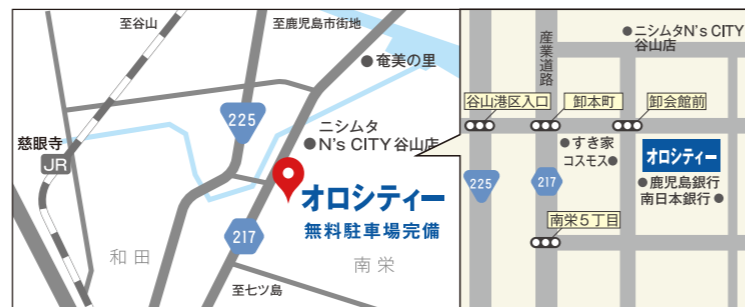 至谷山
至鹿児島市街地
奄美の里
225
ニシムタ
N's CITY 谷山店
慈眼寺
JR
オロシティー
無料駐車場完備
217
和田
南栄
至七ツ島
産業道路
ニシムタN's CITY
谷山店
谷山港区入口
卸本町
卸会館前
すき家
コスモス
オロシティー
225
217
鹿児島銀行
南日本銀行
南栄5丁目